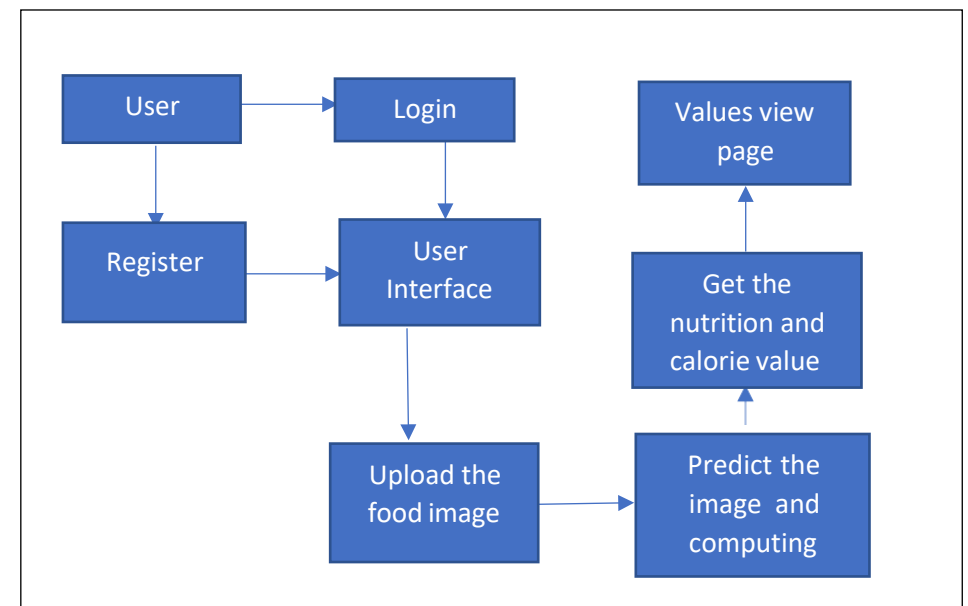 User
Login
Register
User
Interface
Upload the
food image
Predict the
image and
computing
Get the
nutrition and
calorie value
Values view
page